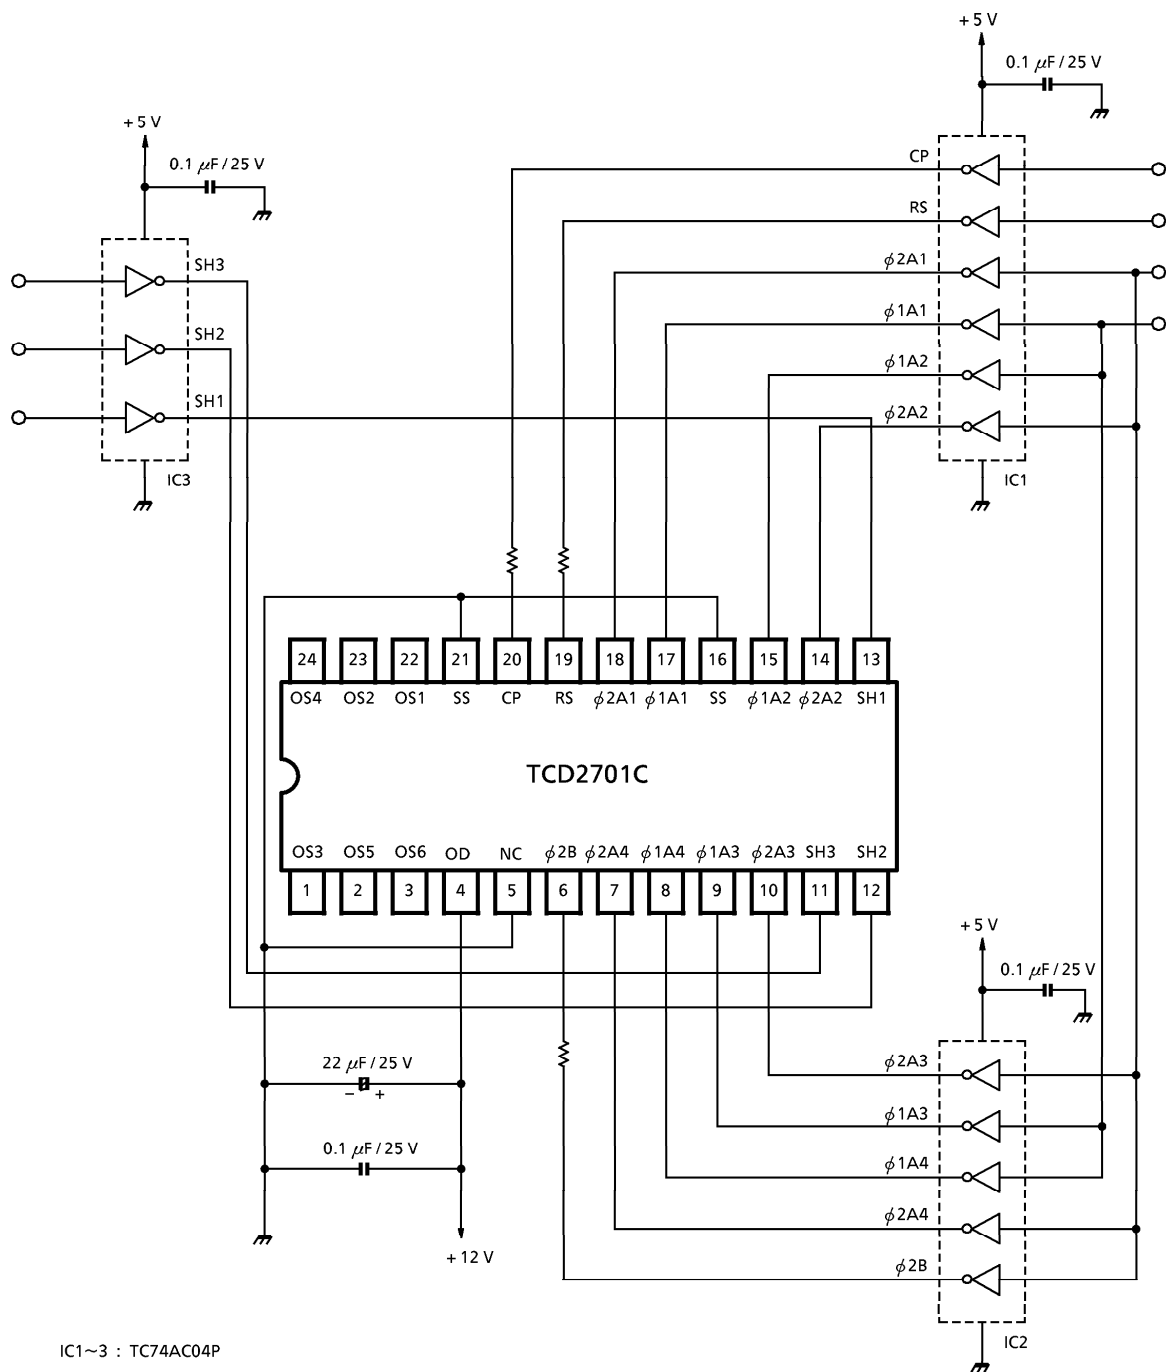 +5 V
0.1 μF/25 V
+5 V
0.1 μF/25 V
CP
RS
SH3
ϕ2A1
SH2
ϕ1A1
ϕ1A2
SH1
ϕ2A2
IC3
IC1
24 23 22 21 20 19 18 17 16 15 14 13
OS4 OS2 OS1 SS CP RS ϕ2A1 ϕ1A1 SS ϕ1A2 ϕ2A2 SH1
TCD2701C
OS3 OS5 OS6 OD NC ϕ2B ϕ2A4 ϕ1A4 ϕ1A3 ϕ2A3 SH3 SH2
1 2 3 4 5 6 7 8 9 10 11 12
+5 V
0.1 μF/25 V
22 μF/25 V
− +
ϕ2A3
ϕ1A3
0.1 μF/25 V
ϕ1A4
ϕ2A4
+12 V
ϕ2B
IC2
IC1~3 : TC74AC04P